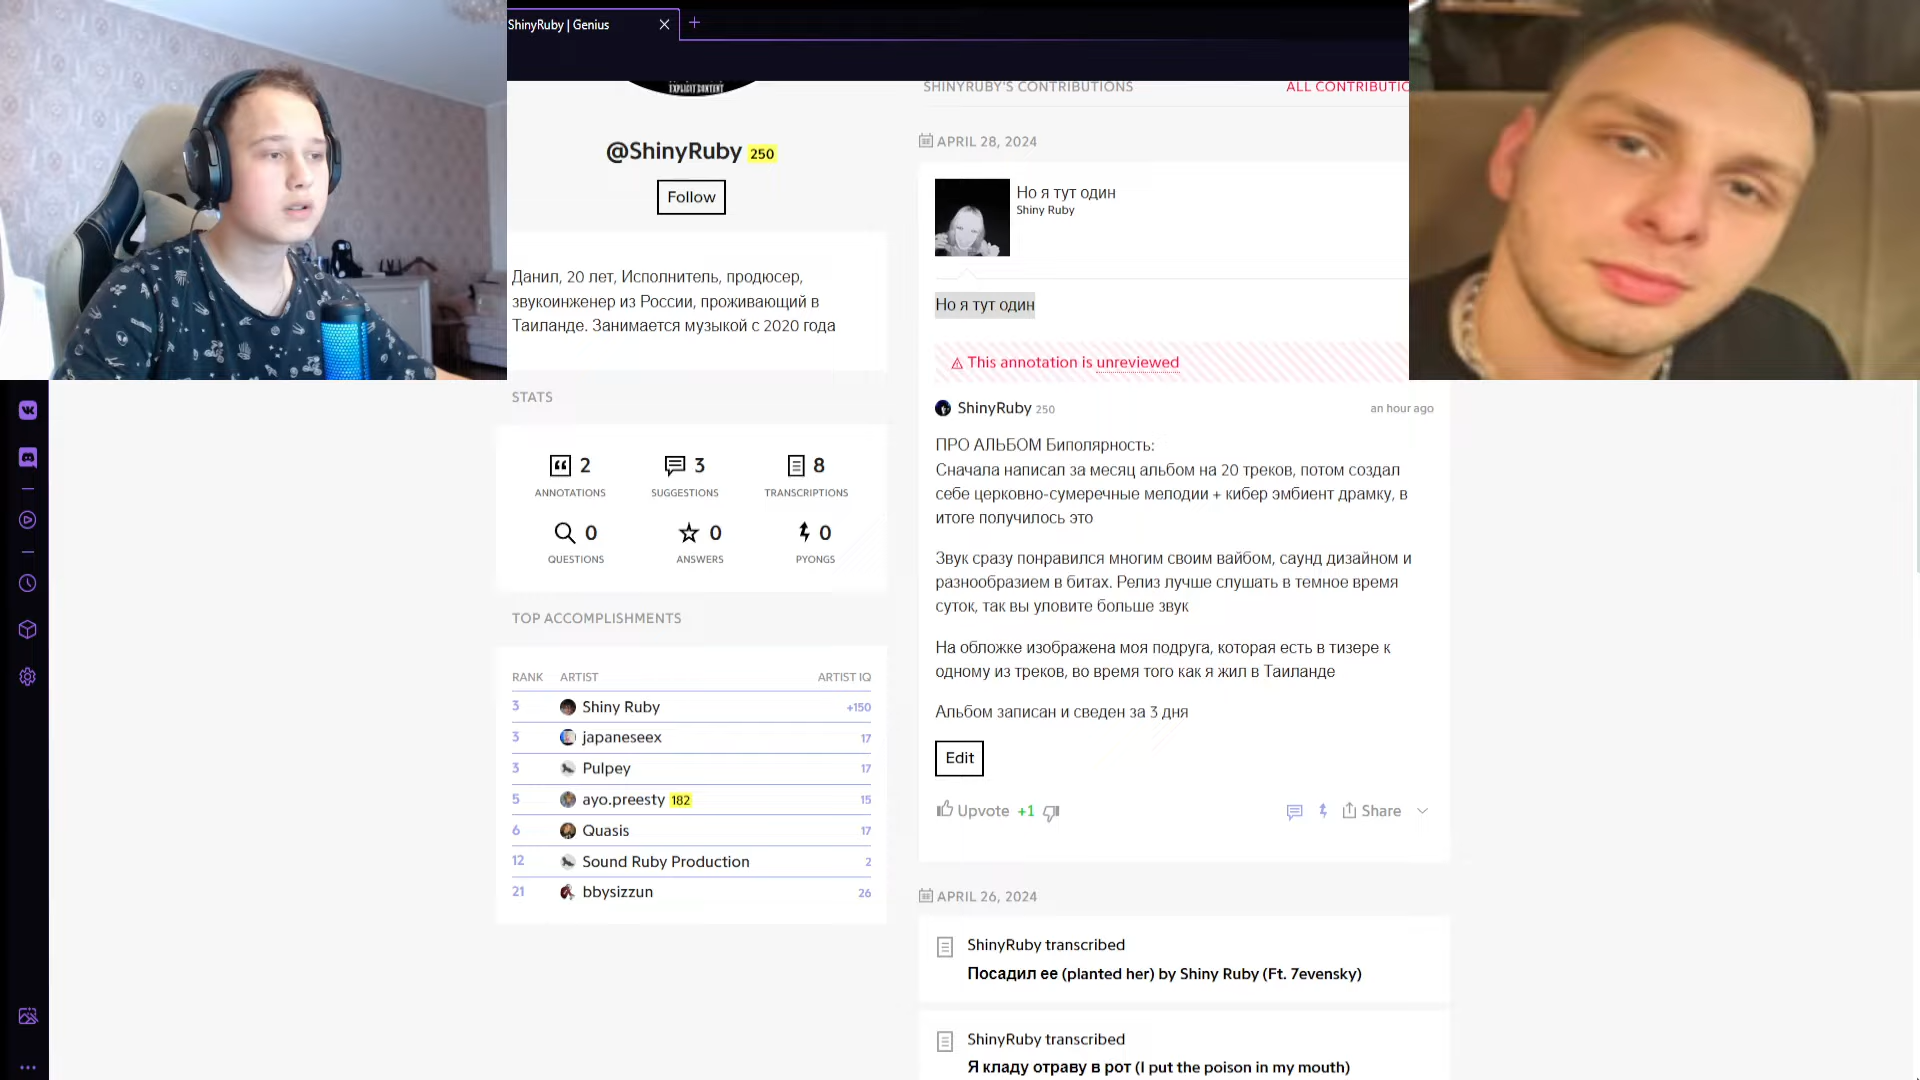 ShinyRuby | Genius
EXPLICIT CONTENT
@ShinyRuby 250
Follow
Данил, 20 лет, Исполнитель, продюсер,
звукоинженер из России, проживающий в
Таиланде. Занимается музыкой с 2020 года
STATS
2
3
8
ANNOTATIONS
SUGGESTIONS
TRANSCRIPTIONS
0
0
0
QUESTIONS
ANSWERS
PYONGS
TOP ACCOMPLISHMENTS
RANK ARTIST ARTIST IQ
3 Shiny Ruby +150
3 japaneseex 17
3 Pulpey 17
5 ayo.preesty 182 15
6 Quasis 17
12 Sound Ruby Production 2
21 bbysizzun 26
SHINYRUBY'S CONTRIBUTIONS
ALL CONTRIBUTIO
APRIL 28, 2024
Но я тут один
Shiny Ruby
Но я тут один
This annotation is unreviewed
ShinyRuby 250
an hour ago
ПРО АЛЬБОМ Биполярность:
Сначала написал за месяц альбом на 20 треков, потом создал
себе церковно-сумеречные мелодии + кибер эмбиент драмку, в
итоге получилось это
Звук сразу понравился многим своим вайбом, саунд дизайном и
разнообразием в битах. Релиз лучше слушать в темное время
суток, так вы уловите больше звук
На обложке изображена моя подруга, которая есть в тизере к
одному из треков, во время того как я жил в Таиланде
Альбом записан и сведен за 3 дня
Edit
Upvote +1
Share
APRIL 26, 2024
ShinyRuby transcribed
Посадил ее (planted her) by Shiny Ruby (Ft. 7evensky)
ShinyRuby transcribed
Я кладу отраву в рот (I put the poison in my mouth)